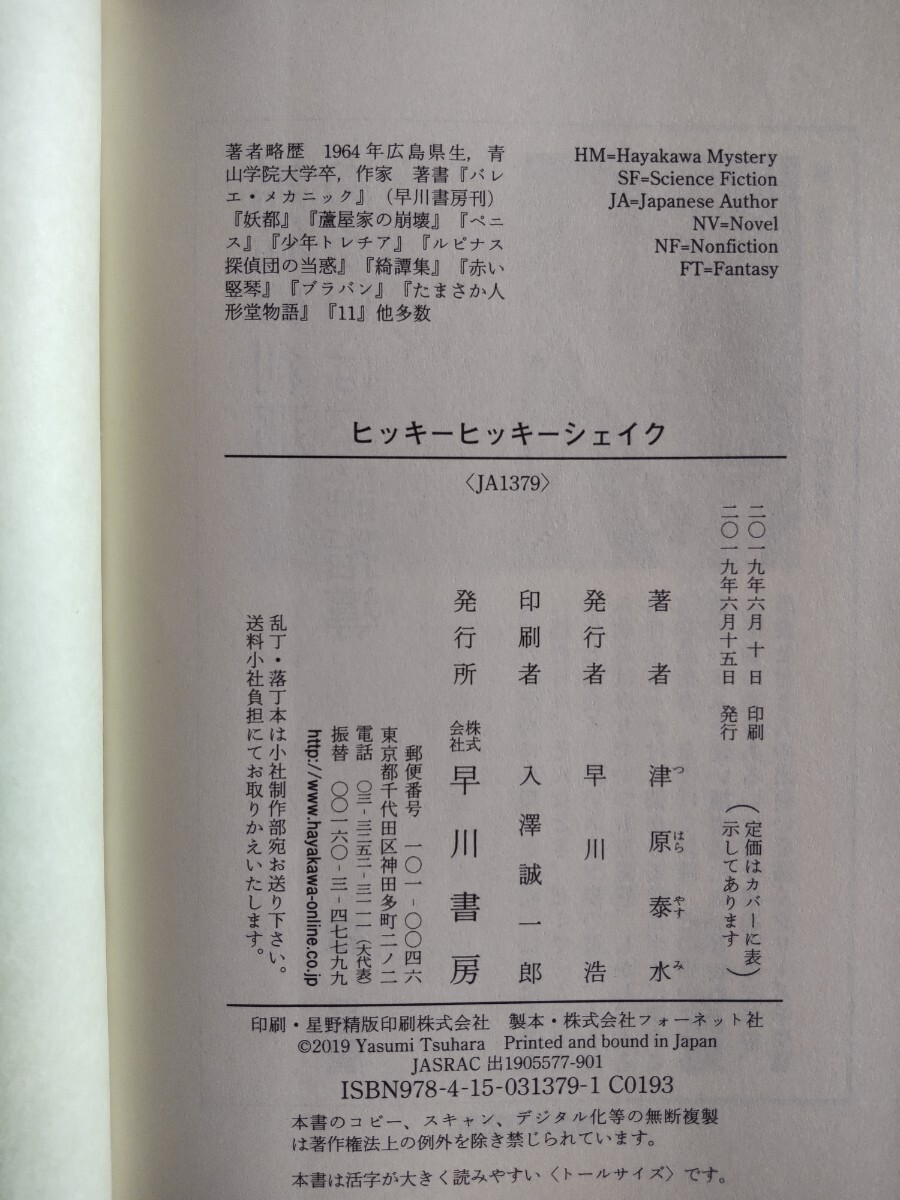 著者略歴　1964年広島県生，青
山学院大学卒，作家　著書『バレ
エ・メカニック』（早川書房刊）
『妖都』『蘆屋家の崩壊』『ペニ
ス』『少年トレチア』『ルピナス
探偵団の当惑』『綺譚集』『赤い
竪琴』『ブラバン』『たまさか人
形堂物語』『11』他多数
HM=Hayakawa Mystery
SF=Science Fiction
JA=Japanese Author
NV=Novel
NF=Nonfiction
FT=Fantasy
ヒッキーヒッキーシェイク
〈JA1379〉
二〇一九年六月 十 日　印刷
二〇一九年六月十五日　発行
（定価はカバーに表
示してあります）
著者　津原泰水
つ はら やす み
発行者　早川　浩
印刷者　入澤誠一郎
発行所　株式会社　早川書房
郵便番号　一〇一-〇〇四六
東京都千代田区神田多町二ノ二
電話　〇三-三二五二-三一一一（大代表）
振替　〇〇一六〇-三-四七七九九
http://www.hayakawa-online.co.jp
乱丁・落丁本は小社制作部宛お送り下さい。
送料小社負担にてお取りかえいたします。
印刷・星野精版印刷株式会社　製本・株式会社フォーネット社
©2019 Yasumi Tsuhara　Printed and bound in Japan
JASRAC 出1905577-901
ISBN978-4-15-031379-1 C0193
本書のコピー、スキャン、デジタル化等の無断複製
は著作権法上の例外を除き禁じられています。
本書は活字が大きく読みやすい〈トールサイズ〉です。